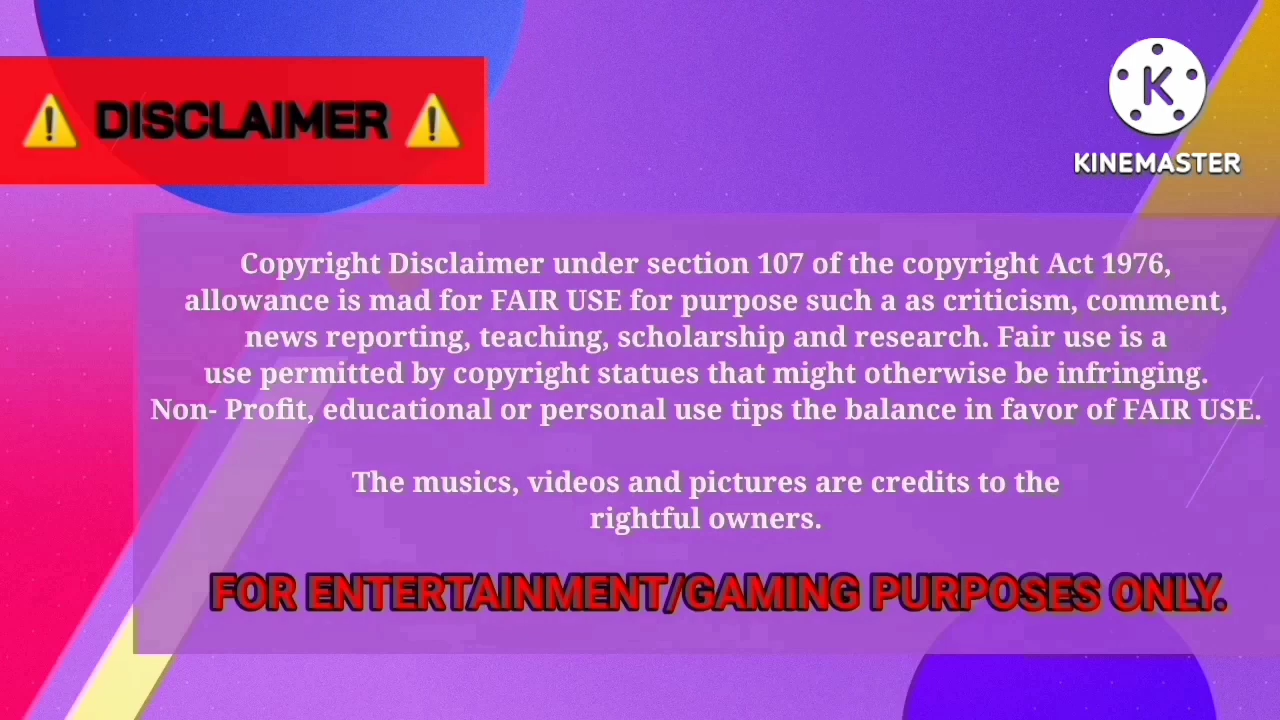 ⚠️ DISCLAIMER ⚠️
K
KINEMASTER
Copyright Disclaimer under section 107 of the copyright Act 1976,
allowance is mad for FAIR USE for purpose such a as criticism, comment,
news reporting, teaching, scholarship and research. Fair use is a
use permitted by copyright statues that might otherwise be infringing.
Non- Profit, educational or personal use tips the balance in favor of FAIR USE.
The musics, videos and pictures are credits to the
rightful owners.
FOR ENTERTAINMENT/GAMING PURPOSES ONLY.